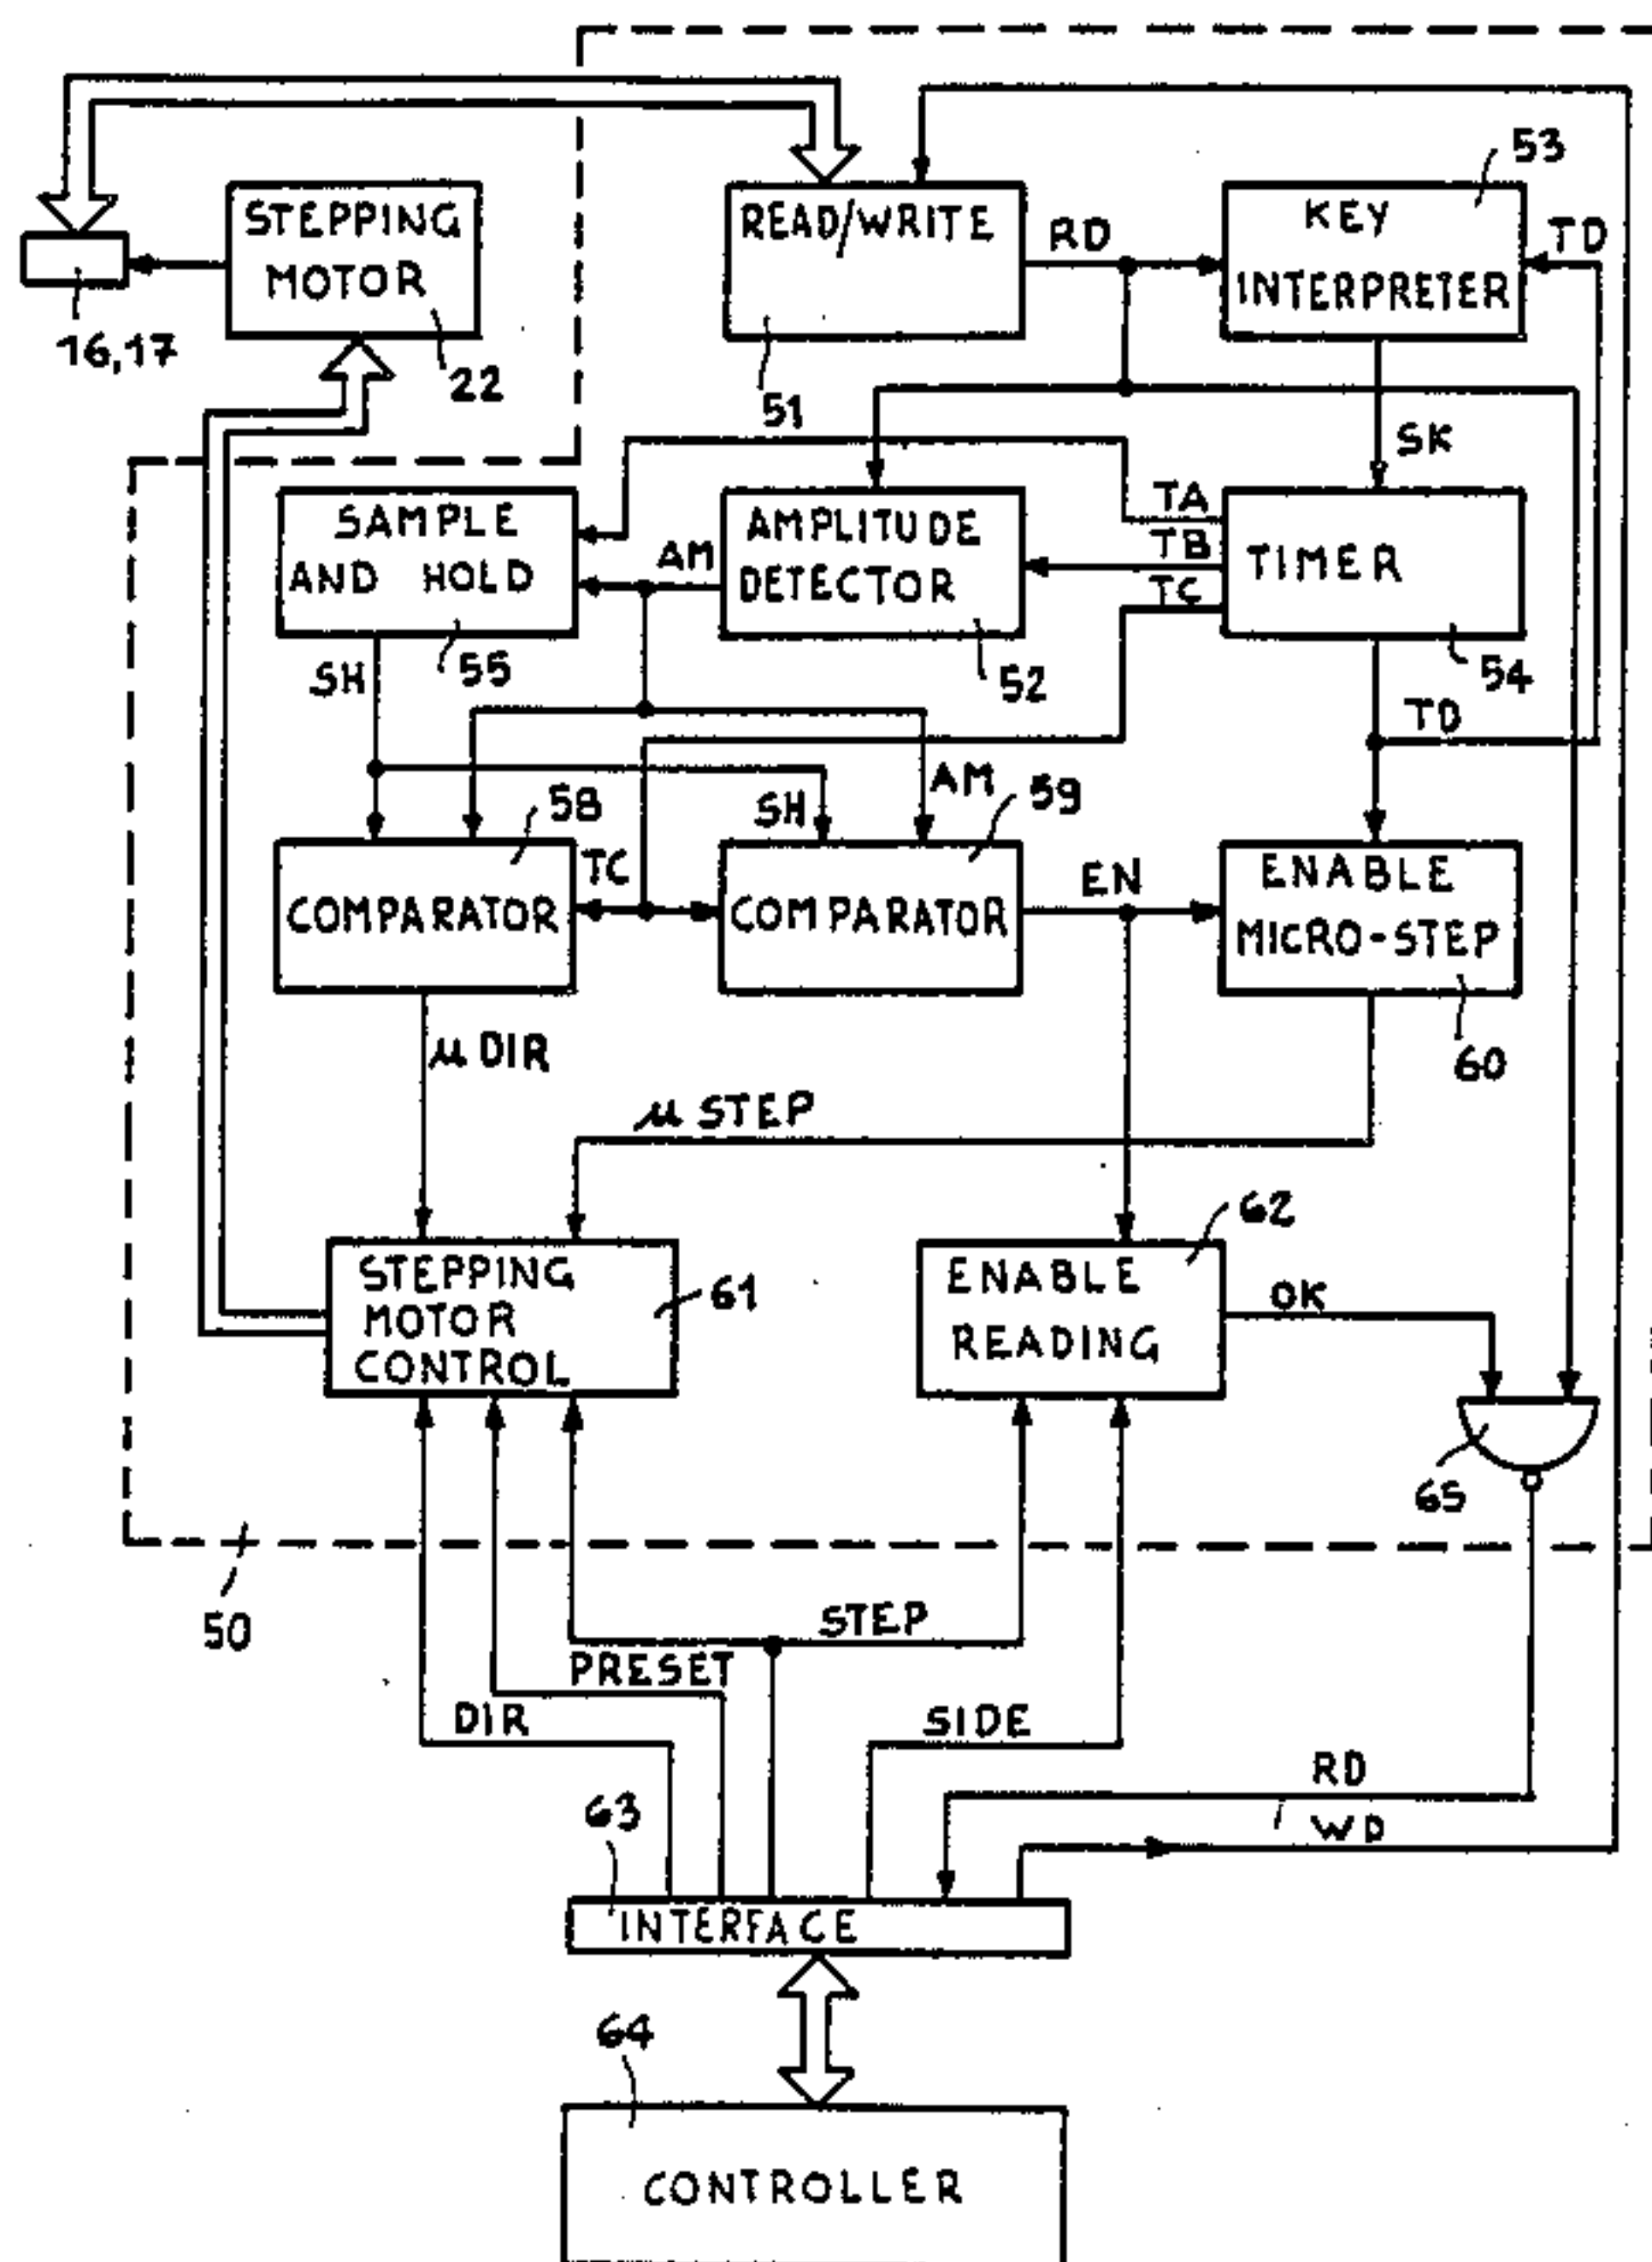 53
STEPPING
MOTOR
READ/WRITE
RD
KEY
INTERPRETER
TD
16,17
22
51
SK
SAMPLE
AND HOLD
AM
AMPLITUDE
DETECTOR
TA
TB
TC
TIMER
SH
55
52
54
TD
58
SH
AM
59
COMPARATOR
TC
COMPARATOR
EN
ENABLE
MICRO-STEP
µ DIR
60
µ STEP
62
STEPPING
MOTOR
CONTROL
61
ENABLE
READING
OK
65
50
STEP
PRESET
DIR
SIDE
RD
63
WD
INTERFACE
64
CONTROLLER